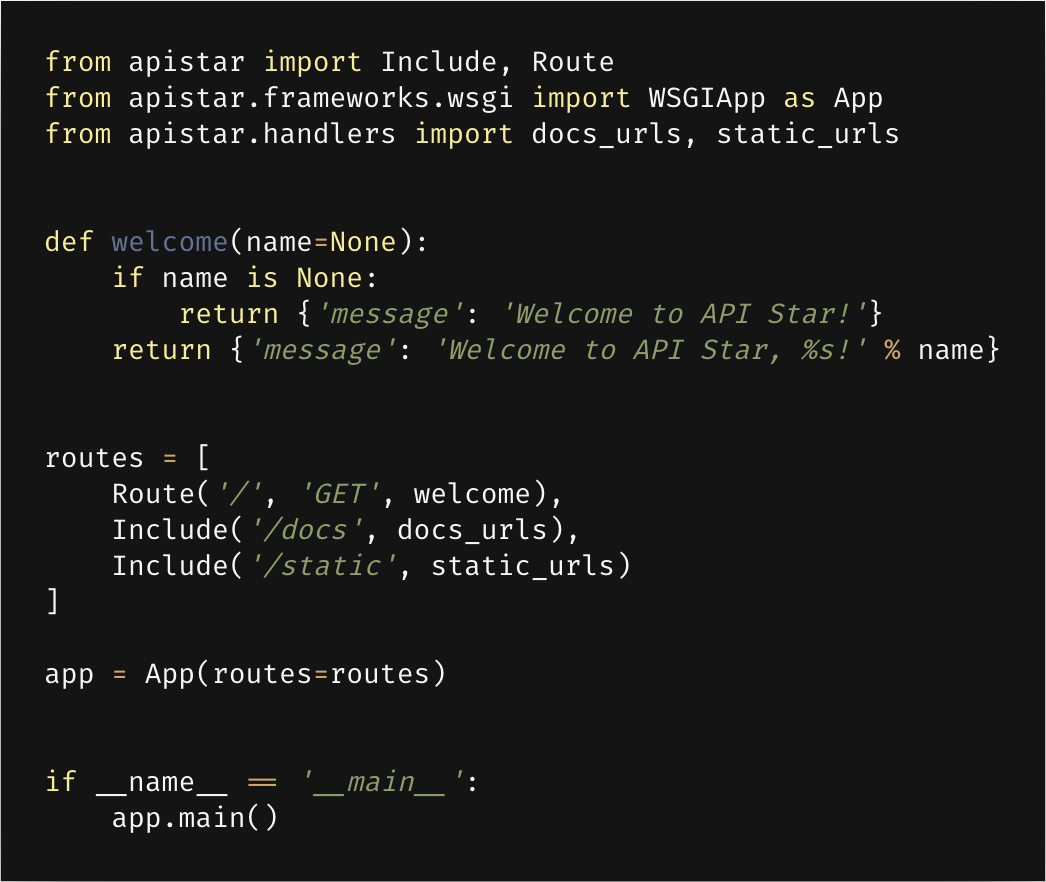 from apistar import Include, Route
from apistar.frameworks.wsgi import WSGIApp as App
from apistar.handlers import docs_urls, static_urls


def welcome(name=None):
    if name is None:
        return {'message': 'Welcome to API Star!'}
    return {'message': 'Welcome to API Star, %s!' % name}


routes = [
    Route('/', 'GET', welcome),
    Include('/docs', docs_urls),
    Include('/static', static_urls)
]

app = App(routes=routes)


if __name__ == '__main__':
    app.main()